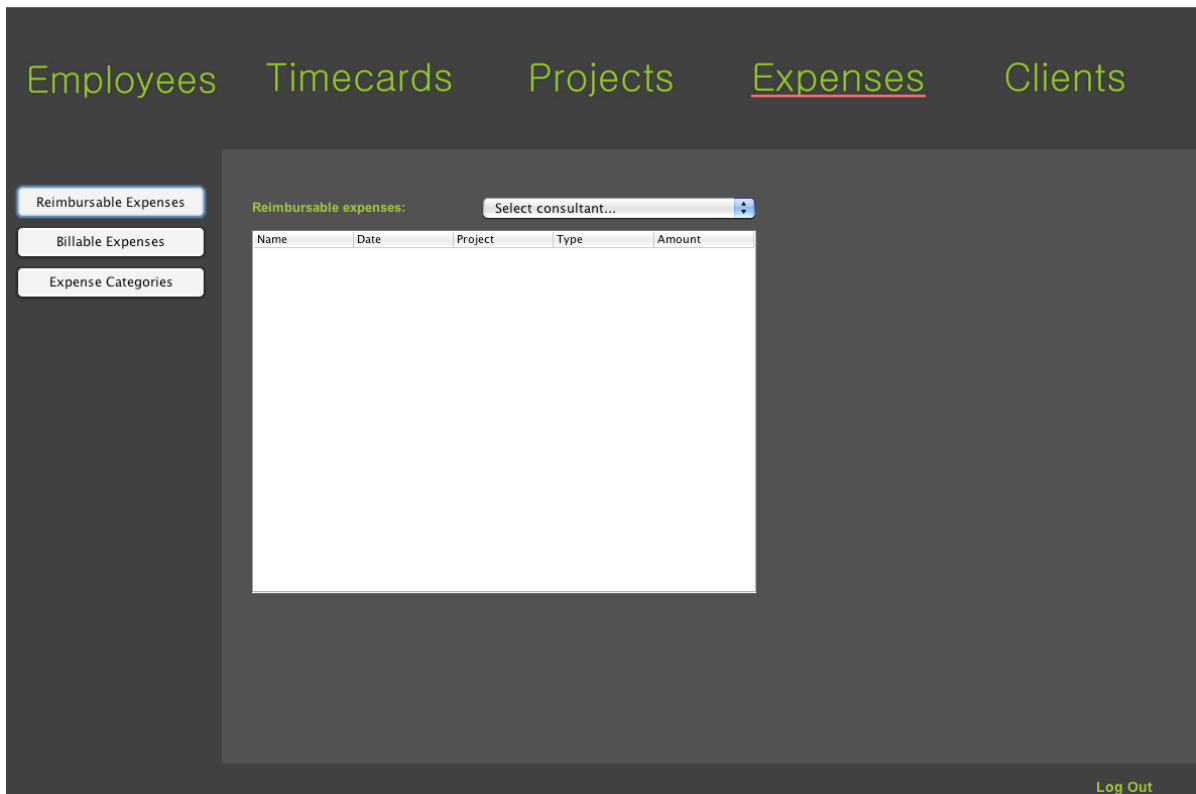 Employees Timecards Projects Expenses Clients
Reimbursable Expenses
Billable Expenses
Expense Categories
Reimbursable expenses: Select consultant...
Name Date Project Type Amount
Log Out